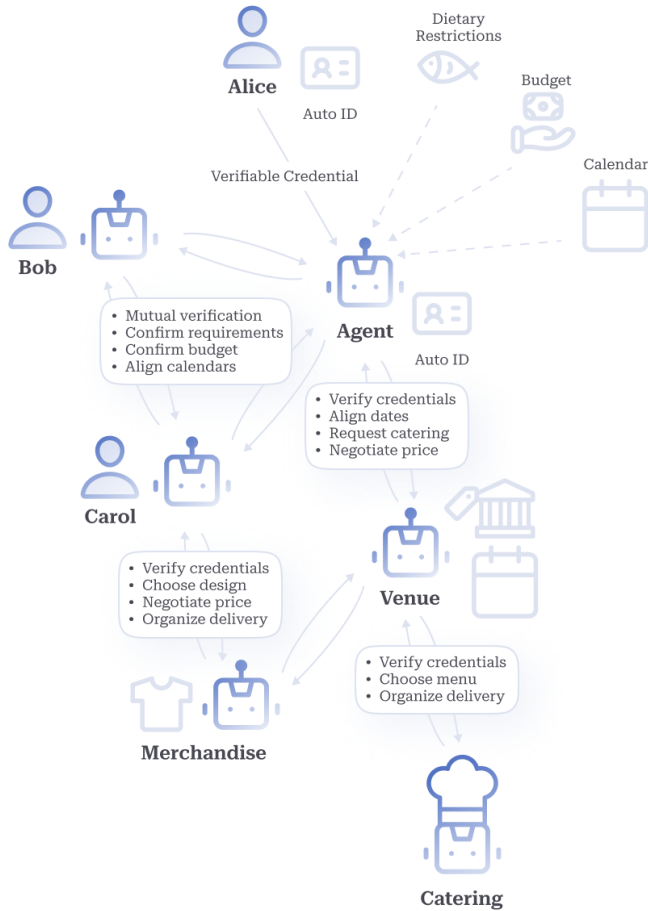 Dietary
Restrictions
Alice
Auto ID
Budget
Calendar
Verifiable Credential
Bob
Agent
Auto ID
• Mutual verification
• Confirm requirements
• Confirm budget
• Align calendars
• Verify credentials
• Align dates
• Request catering
• Negotiate price
Carol
Venue
• Verify credentials
• Choose design
• Negotiate price
• Organize delivery
• Verify credentials
• Choose menu
• Organize delivery
Merchandise
Catering